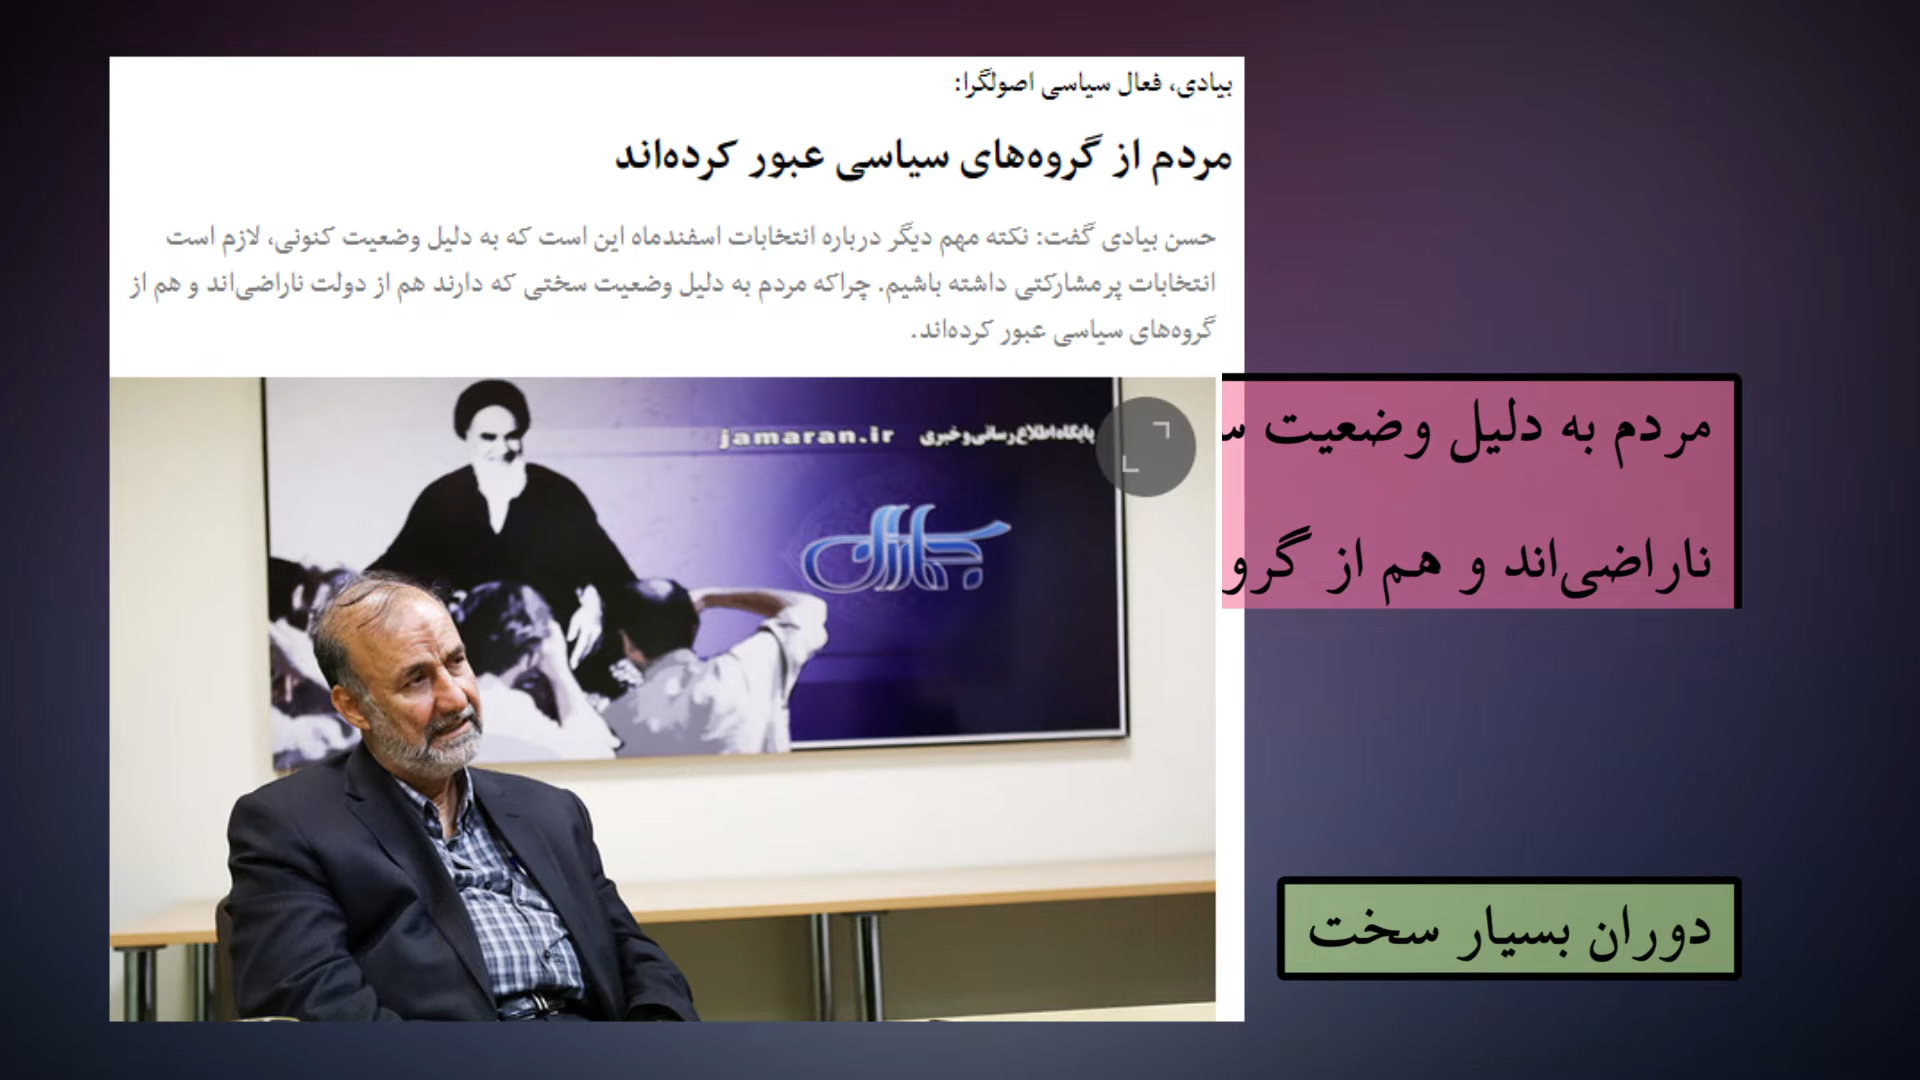 بیادی، فعال سیاسی اصولگرا:
مردم از گروه‌های سیاسی عبور کرده‌اند
حسن بیادی گفت: نکته مهم دیگر درباره انتخابات اسفندماه این است که به دلیل وضعیت کنونی، لازم است
انتخابات پرمشارکتی داشته باشیم. چراکه مردم به دلیل وضعیت سختی که دارند هم از دولت ناراضی‌اند و هم از
گروه‌های سیاسی عبور کرده‌اند.
پایگاه اطلاع رسانی و خبری jamaran.ir
جماران
مردم به دلیل وضعیت
ناراضی‌اند و هم از
دوران بسیار سخت